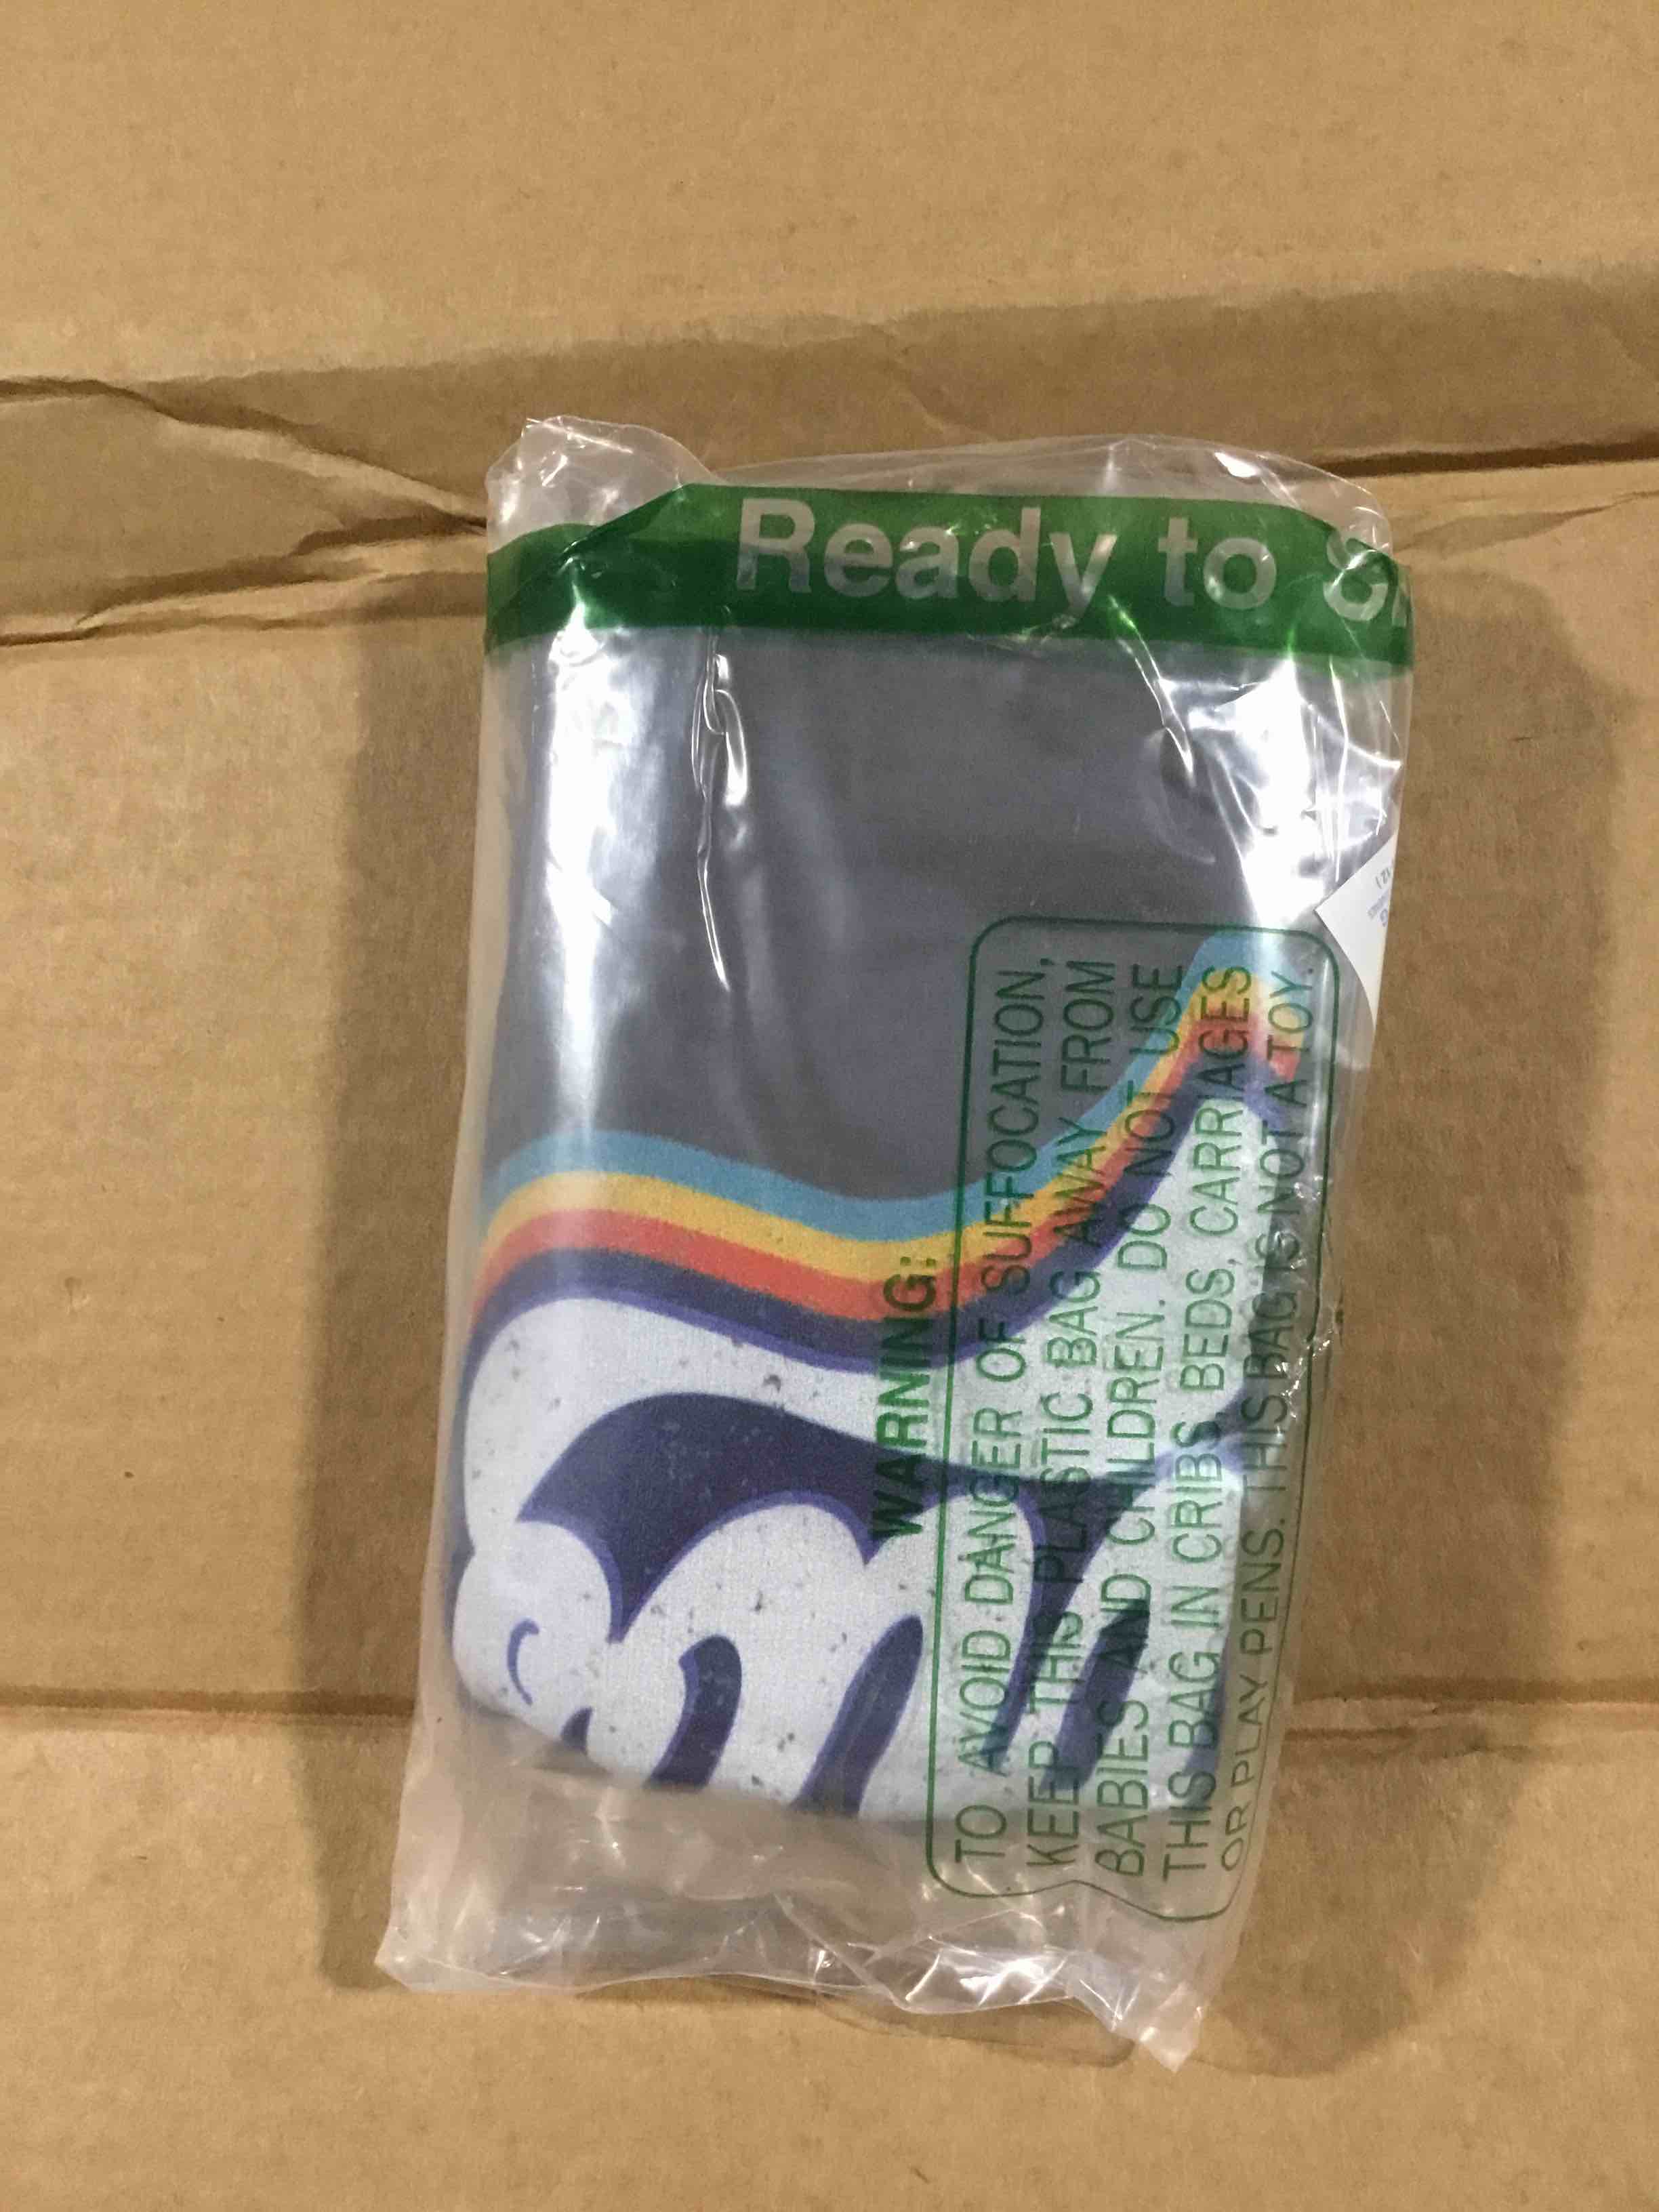 Ready to
WARNING:
TO AVOID DANGER OF SUFFOCATION,
KEEP THIS PLASTIC BAG AWAY FROM
BABIES AND CHILDREN. DO NOT USE
THIS BAG IN CRIBS, BEDS, CARRIAGES
OR PLAY PENS. THIS BAG IS NOT A TOY.